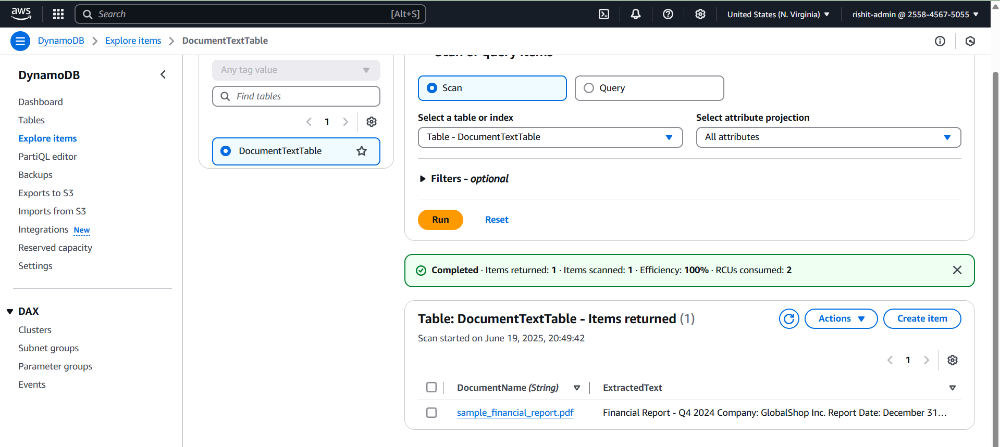 aws
Search
[Alt+S]
United States (N. Virginia)
rishit-admin @ 2558-4567-5055
DynamoDB
Explore items
DocumentTextTable
DynamoDB
Dashboard
Tables
Explore items
PartiQL editor
Backups
Exports to S3
Imports from S3
Integrations New
Reserved capacity
Settings
DAX
Clusters
Subnet groups
Parameter groups
Events
Any tag value
Find tables
1
DocumentTextTable
Scan or query items
Scan
Query
Select a table or index
Table - DocumentTextTable
Select attribute projection
All attributes
Filters - optional
Run
Reset
Completed · Items returned: 1 · Items scanned: 1 · Efficiency: 100% · RCUs consumed: 2
Table: DocumentTextTable - Items returned (1)
Actions
Create item
Scan started on June 19, 2025, 20:49:42
1
DocumentName (String)
ExtractedText
sample_financial_report.pdf
Financial Report - Q4 2024 Company: GlobalShop Inc. Report Date: December 31...